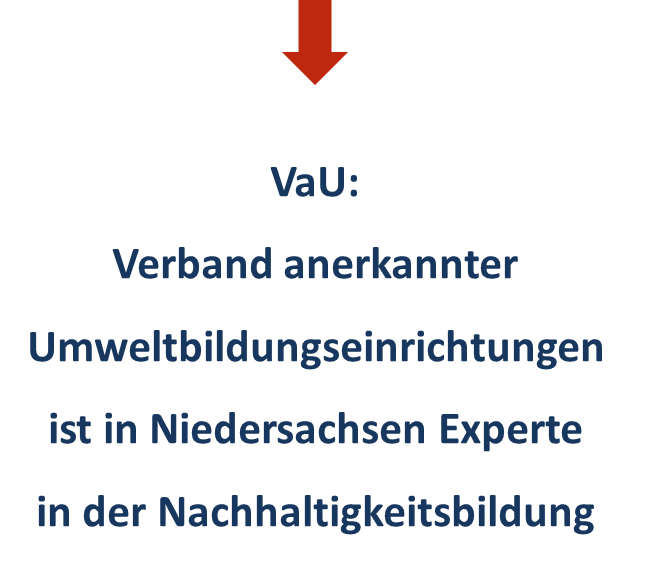 VaU:
Verband anerkannter
Umweltbildungseinrichtungen
ist in Niedersachsen Experte
in der Nachhaltigkeitsbildung